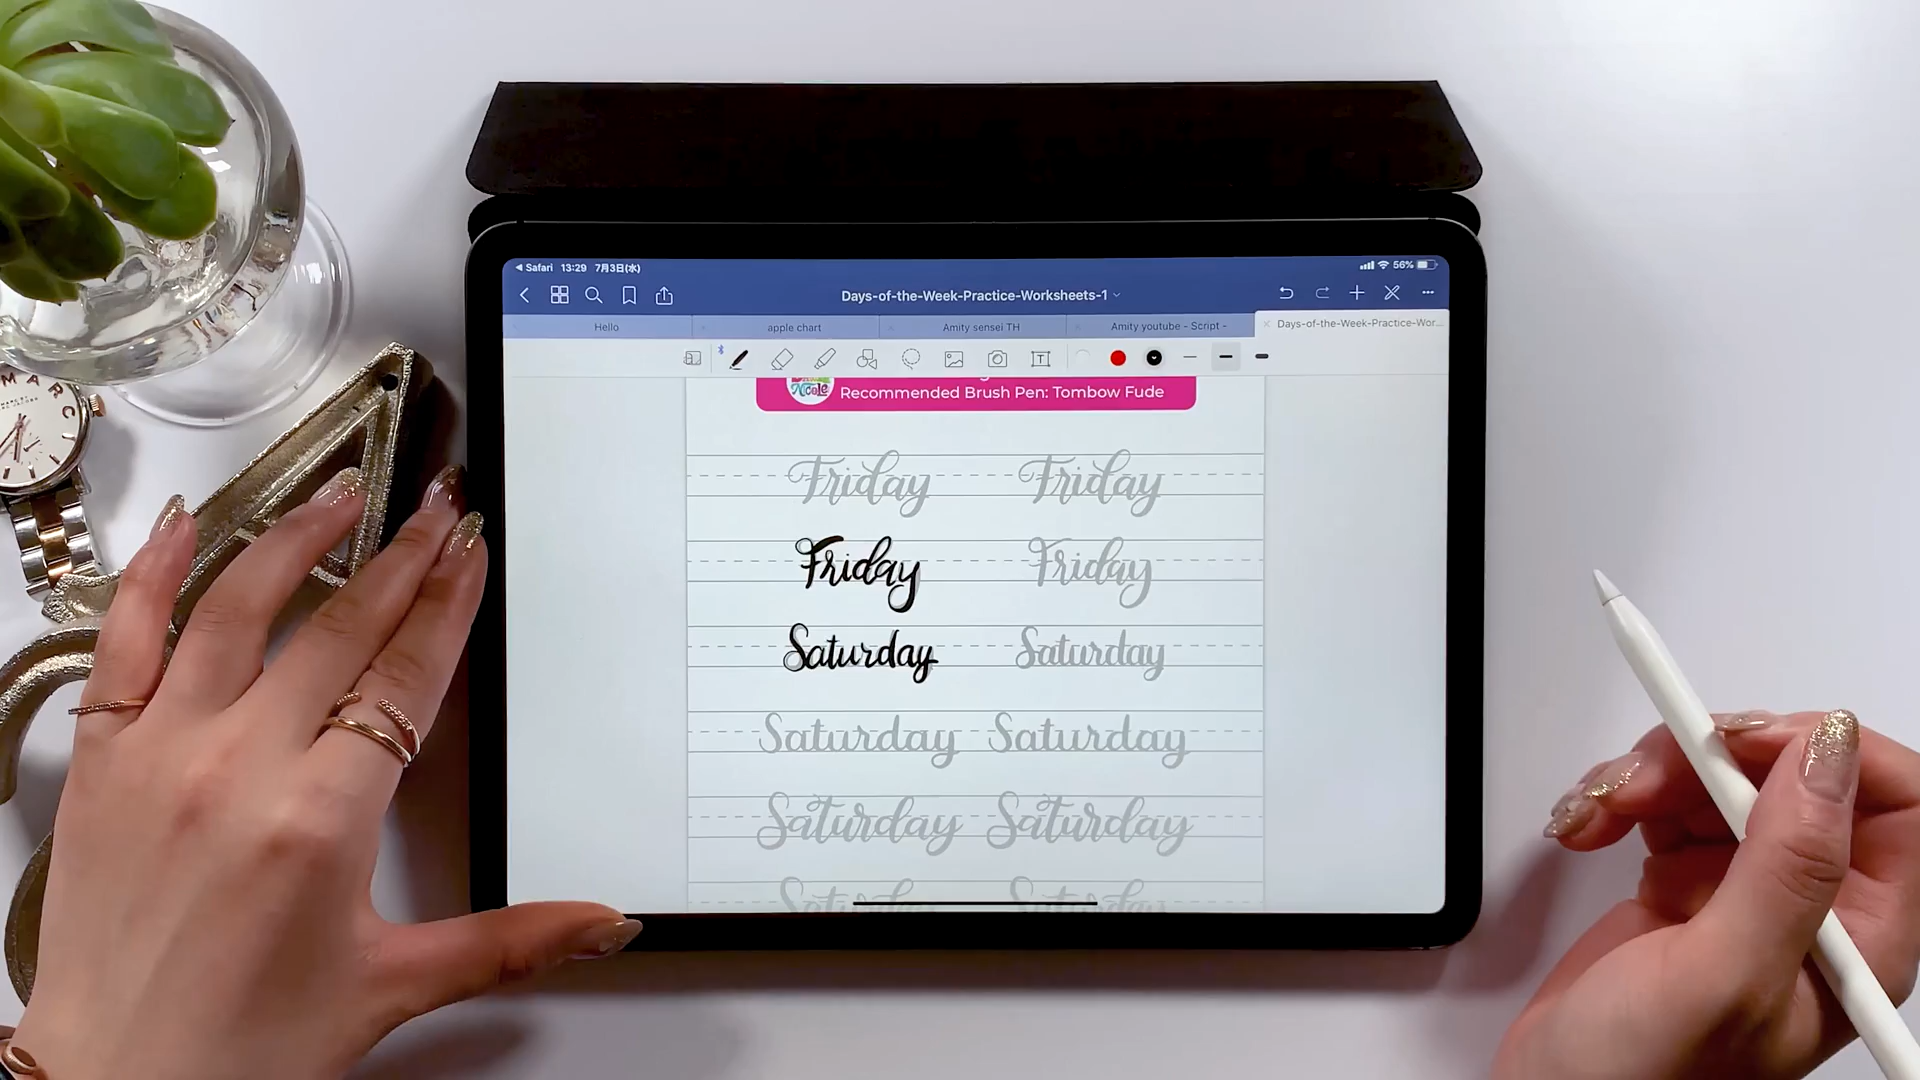 MARC
Safari 13:29 7月3日(水) 56%
Days-of-the-Week-Practice-Worksheets-1
Hello apple chart Amity sensei TH Amity youtube - Script - Days-of-the-Week-Practice-Wor...
T
Nicole
Recommended Brush Pen: Tombow Fude
Friday Friday
Friday Friday
Saturday Saturday
Saturday Saturday
Saturday Saturday